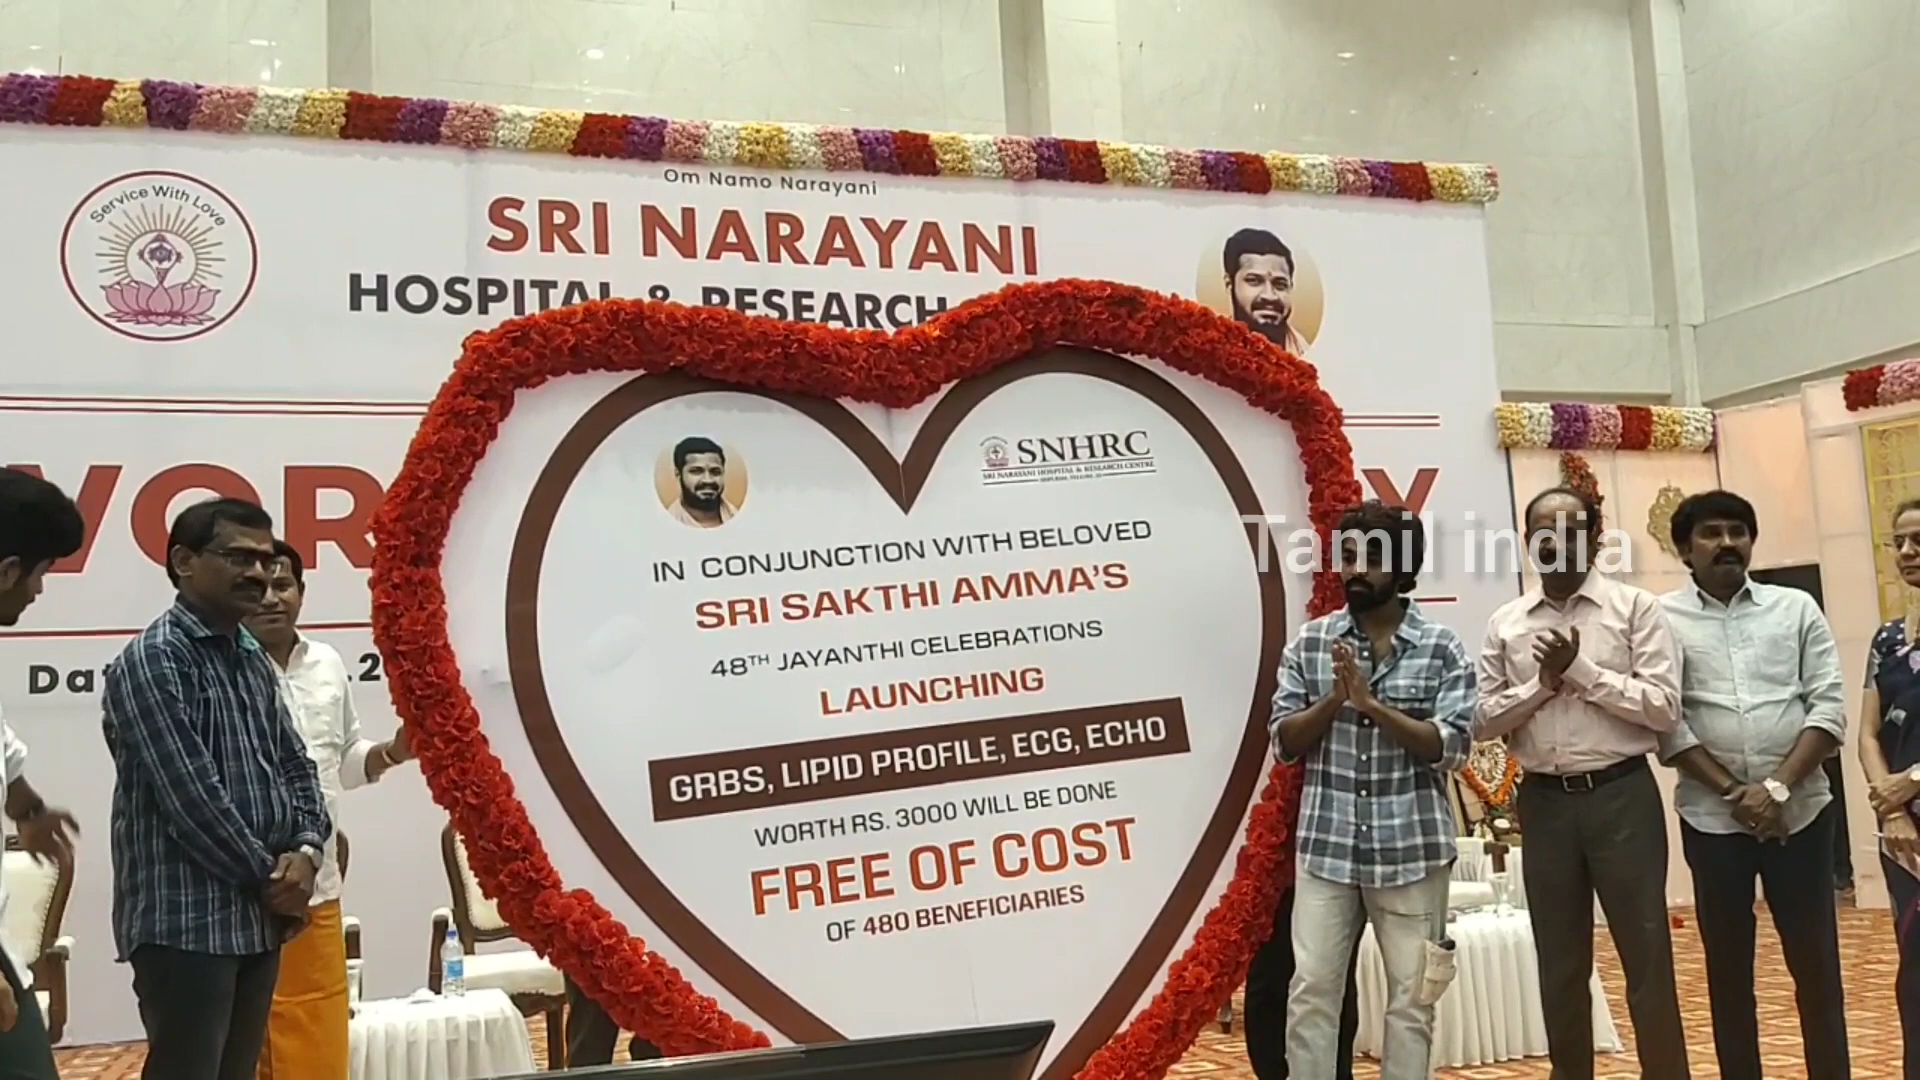 Om Namo Narayani
Service With Love
SRI NARAYANI
HOSPITAL & RESEARCH
SNHRC
SRI NARAYANI HOSPITAL & RESEARCH CENTRE
IN CONJUNCTION WITH BELOVED
SRI SAKTHI AMMA'S
48TH JAYANTHI CELEBRATIONS
LAUNCHING
GRBS, LIPID PROFILE, ECG, ECHO
WORTH RS. 3000 WILL BE DONE
FREE OF COST
OF 480 BENEFICIARIES
Tamil india